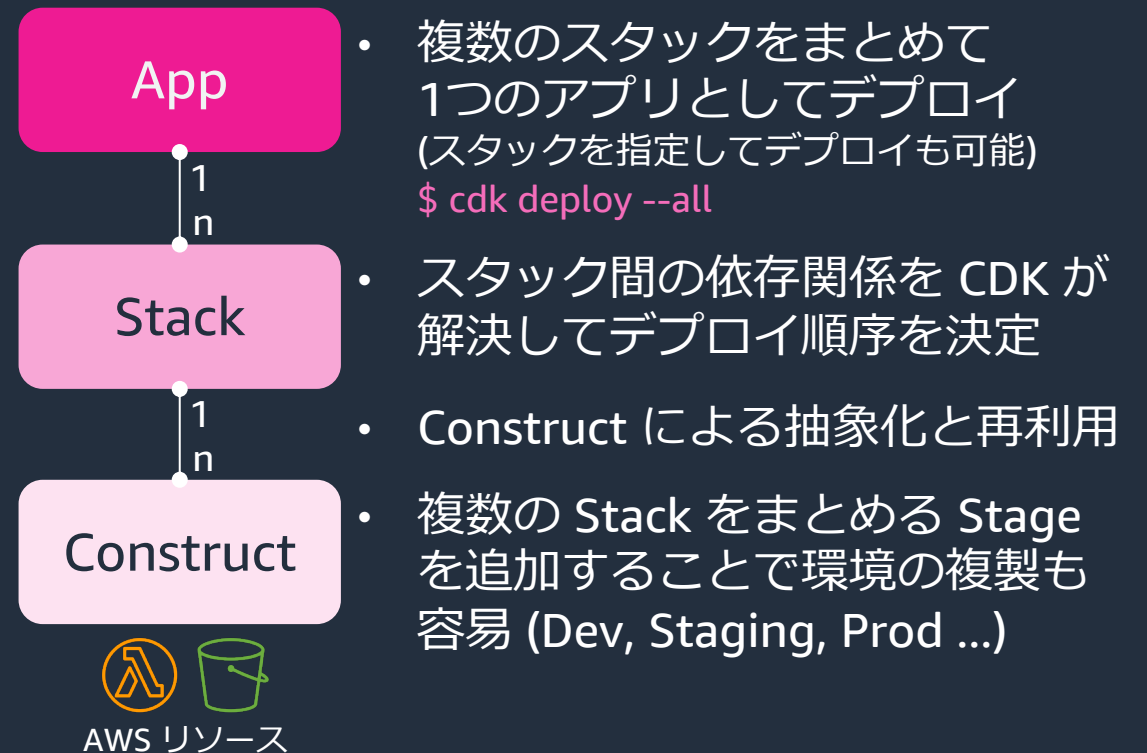 App
1
n
Stack
1
n
Construct
AWS リソース
• 複数のスタックをまとめて
1つのアプリとしてデプロイ
(スタックを指定してデプロイも可能)
$ cdk deploy --all
• スタック間の依存関係を CDK が
解決してデプロイ順序を決定
• Construct による抽象化と再利用
• 複数の Stack をまとめる Stage
を追加することで環境の複製も
容易 (Dev, Staging, Prod ...)